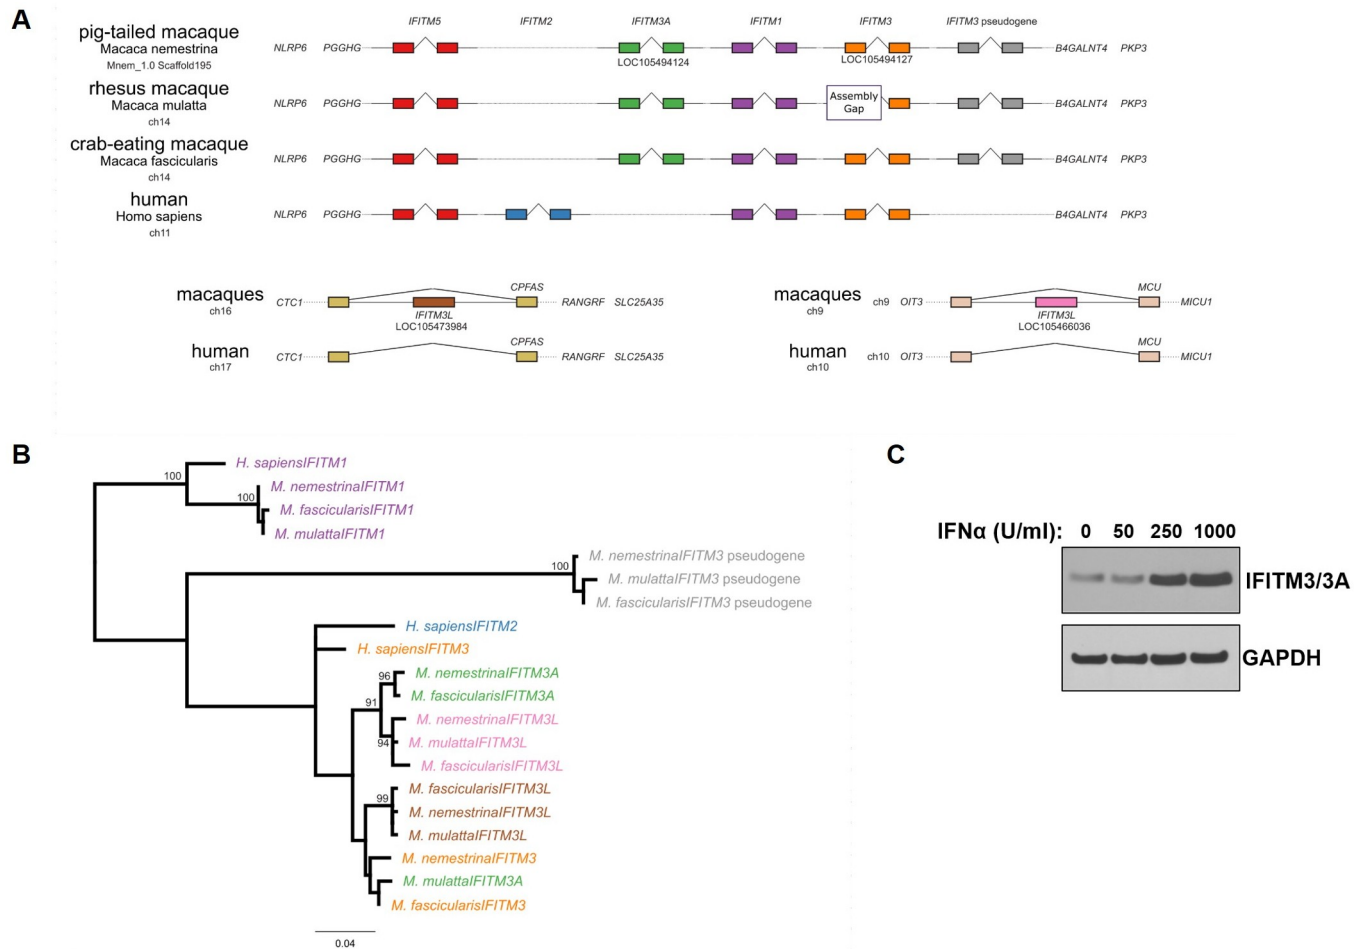 A
IFITM5 IFITM2 IFITM3A IFITM1 IFITM3 IFITM3 pseudogene
pig-tailed macaque
Macaca nemestrina
Mnem_1.0 Scaffold195
NLRP6 PGGHG B4GALNT4 PKP3
LOC105494124 LOC105494127
rhesus macaque
Macaca mulatta
ch14
NLRP6 PGGHG Assembly Gap B4GALNT4 PKP3
crab-eating macaque
Macaca fascicularis
ch14
NLRP6 PGGHG B4GALNT4 PKP3
human
Homo sapiens
ch11
NLRP6 PGGHG B4GALNT4 PKP3
macaques
ch16
CTC1 CPFAS RANGRF SLC25A35
IFITM3L
LOC105473984
human
ch17
CTC1 CPFAS RANGRF SLC25A35
macaques
ch9
ch9 OIT3 MCU MICU1
IFITM3L
LOC105466036
human
ch10
ch10 OIT3 MCU MICU1
B
H. sapiensIFITM1
100
M. nemestrinaIFITM1
100
M. fascicularisIFITM1
M. mulattaIFITM1
M. nemestrinaIFITM3 pseudogene
100
M. mulattaIFITM3 pseudogene
M. fascicularisIFITM3 pseudogene
H. sapiensIFITM2
H. sapiensIFITM3
M. nemestrinaIFITM3A
96
M. fascicularisIFITM3A
91
M. nemestrinaIFITM3L
94
M. mulattaIFITM3L
M. fascicularisIFITM3L
M. fascicularisIFITM3L
99
M. nemestrinaIFITM3L
M. mulattaIFITM3L
M. nemestrinaIFITM3
M. mulattaIFITM3A
M. fascicularisIFITM3
0.04
C
IFNα (U/ml): 0 50 250 1000
IFITM3/3A
GAPDH